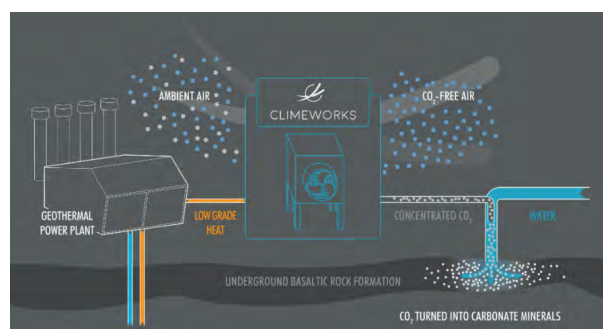 AMBIENT AIR
CLIMEWORKS
CO₂-FREE AIR
GEOTHERMAL
POWER PLANT
LOW GRADE
HEAT
CONCENTRATED CO₂
WATER
UNDERGROUND BASALTIC ROCK FORMATION
CO₂ TURNED INTO CARBONATE MINERALS